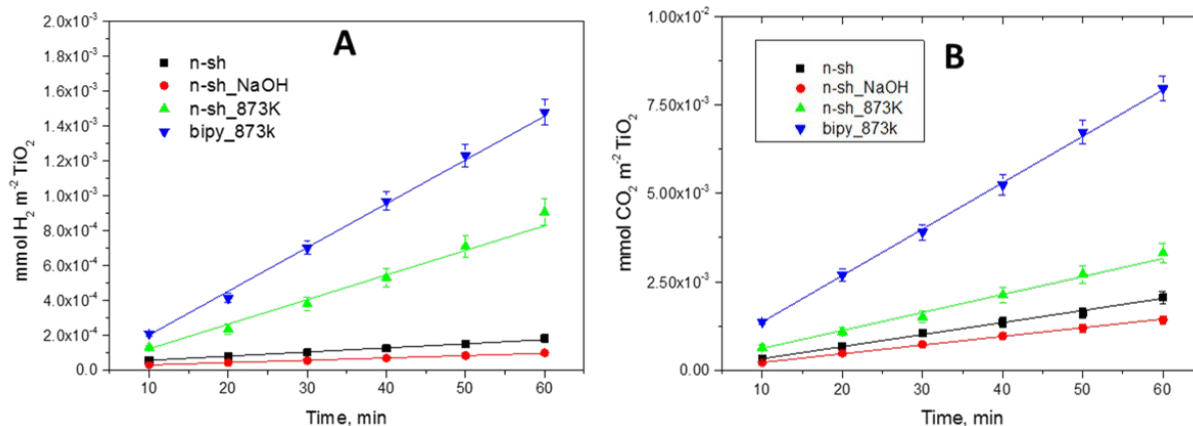 A
n-sh
n-sh_NaOH
n-sh_873K
bipy_873k
2.0x10⁻³
1.8x10⁻³
1.6x10⁻³
1.4x10⁻³
1.2x10⁻³
1.0x10⁻³
8.0x10⁻⁴
6.0x10⁻⁴
4.0x10⁻⁴
2.0x10⁻⁴
0.0
mmol H₂ m⁻² TiO₂
10 20 30 40 50 60
Time, min
B
n-sh
n-sh_NaOH
n-sh_873K
bipy_873k
1.00x10⁻²
7.50x10⁻³
5.00x10⁻³
2.50x10⁻³
0.00
mmol CO₂ m⁻² TiO₂
10 20 30 40 50 60
Time, min